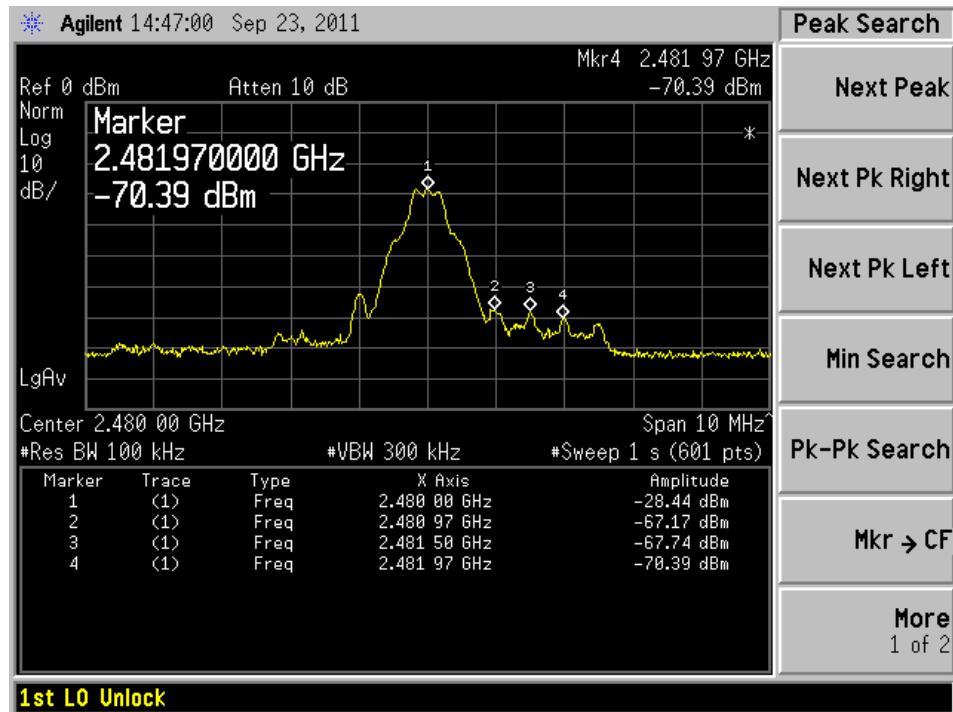 Agilent 14:47:00 Sep 23, 2011
Peak Search
Mkr4 2.481 97 GHz
Ref 0 dBm Atten 10 dB -70.39 dBm
Norm
Log
10
dB/
Marker
2.481970000 GHz
-70.39 dBm
*
1
2
3
4
LgAv
Center 2.480 00 GHz Span 10 MHz^
#Res BW 100 kHz #VBW 300 kHz #Sweep 1 s (601 pts)
Marker Trace Type X Axis Amplitude
1 (1) Freq 2.480 00 GHz -28.44 dBm
2 (1) Freq 2.480 97 GHz -67.17 dBm
3 (1) Freq 2.481 50 GHz -67.74 dBm
4 (1) Freq 2.481 97 GHz -70.39 dBm
1st LO Unlock
Next Peak
Next Pk Right
Next Pk Left
Min Search
Pk-Pk Search
Mkr → CF
More
1 of 2